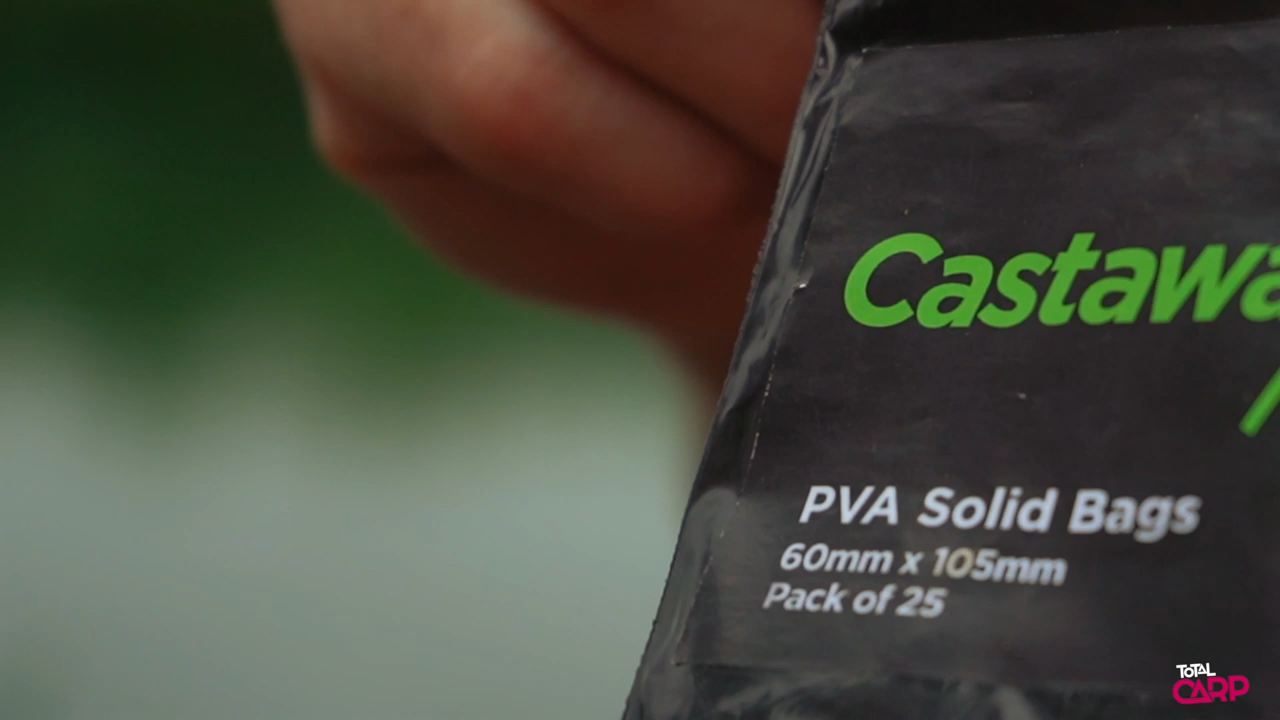 Castawa
PVA Solid Bags
60mm x 105mm
Pack of 25
TOTAL
CARP